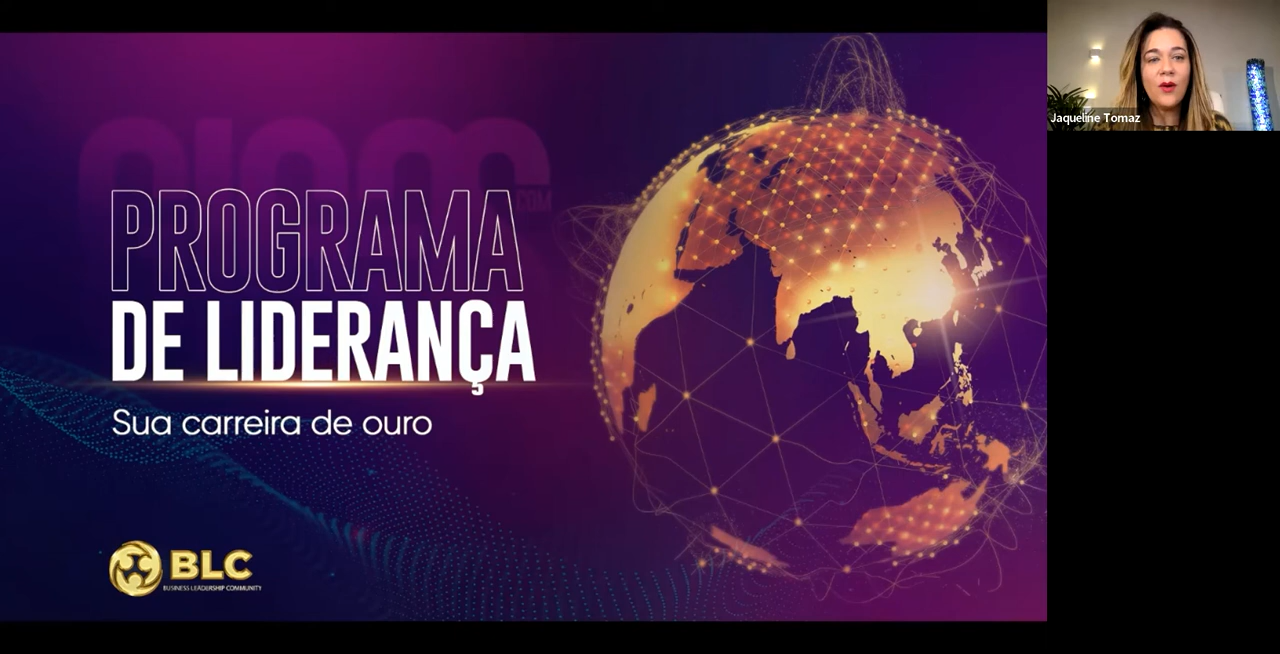 PROGRAMA
DE LIDERANÇA
Sua carreira de ouro
BLC
BUSINESS LEADERSHIP COMMUNITY
Jaqueline Tomaz